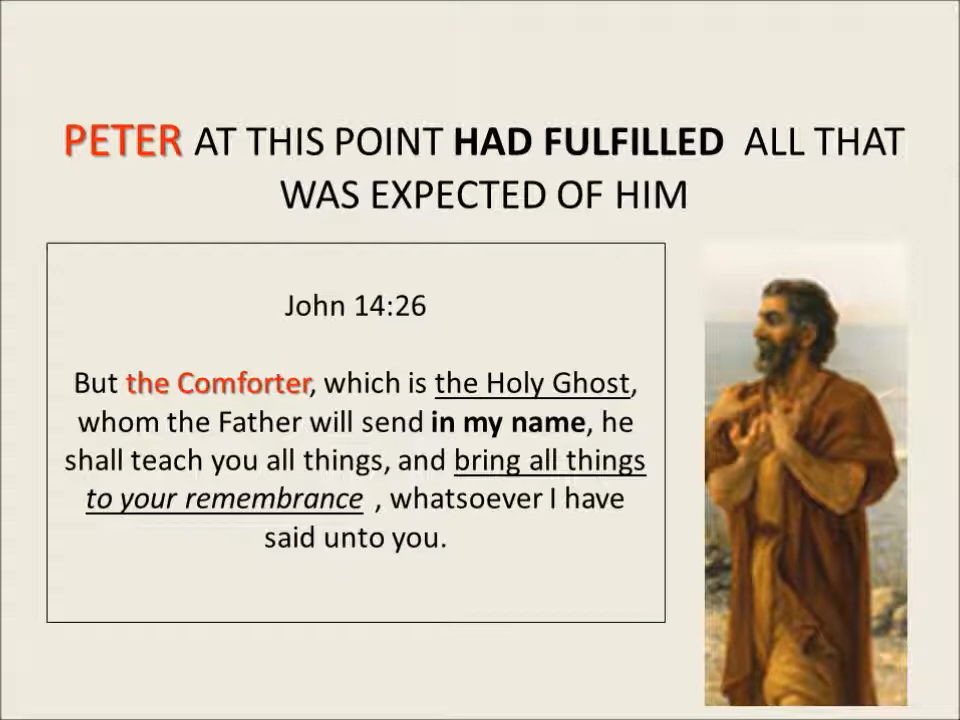 PETER AT THIS POINT HAD FULFILLED ALL THAT
WAS EXPECTED OF HIM
John 14:26
But the Comforter, which is the Holy Ghost,
whom the Father will send in my name, he
shall teach you all things, and bring all things
to your remembrance , whatsoever I have
said unto you.